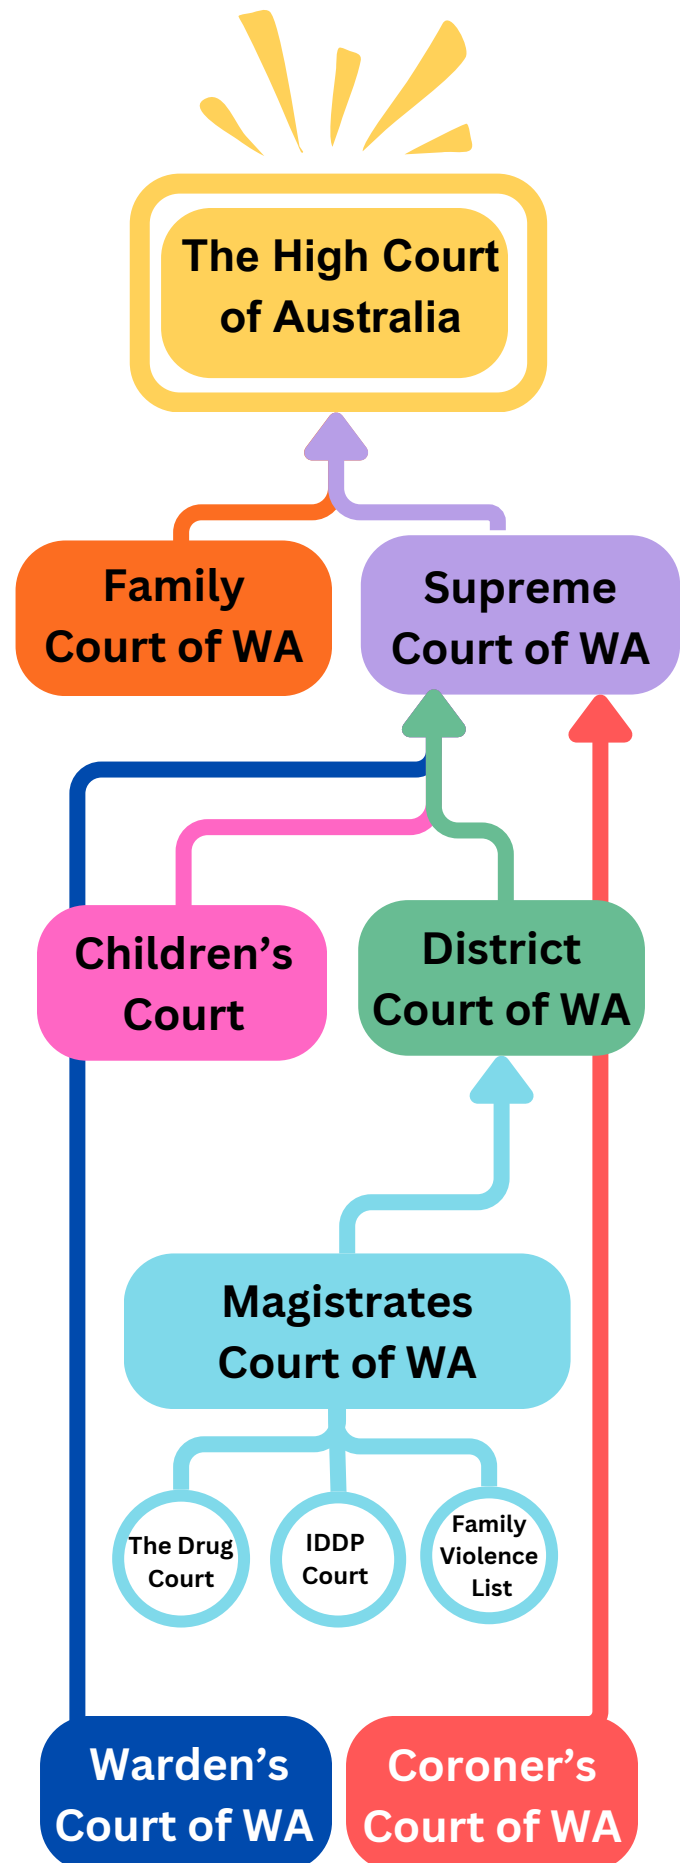 The High Court
of Australia
Family
Court of WA
Supreme
Court of WA
Children’s
Court
District
Court of WA
Magistrates
Court of WA
The Drug
Court
IDDP
Court
Family
Violence
List
Warden’s
Court of WA
Coroner’s
Court of WA